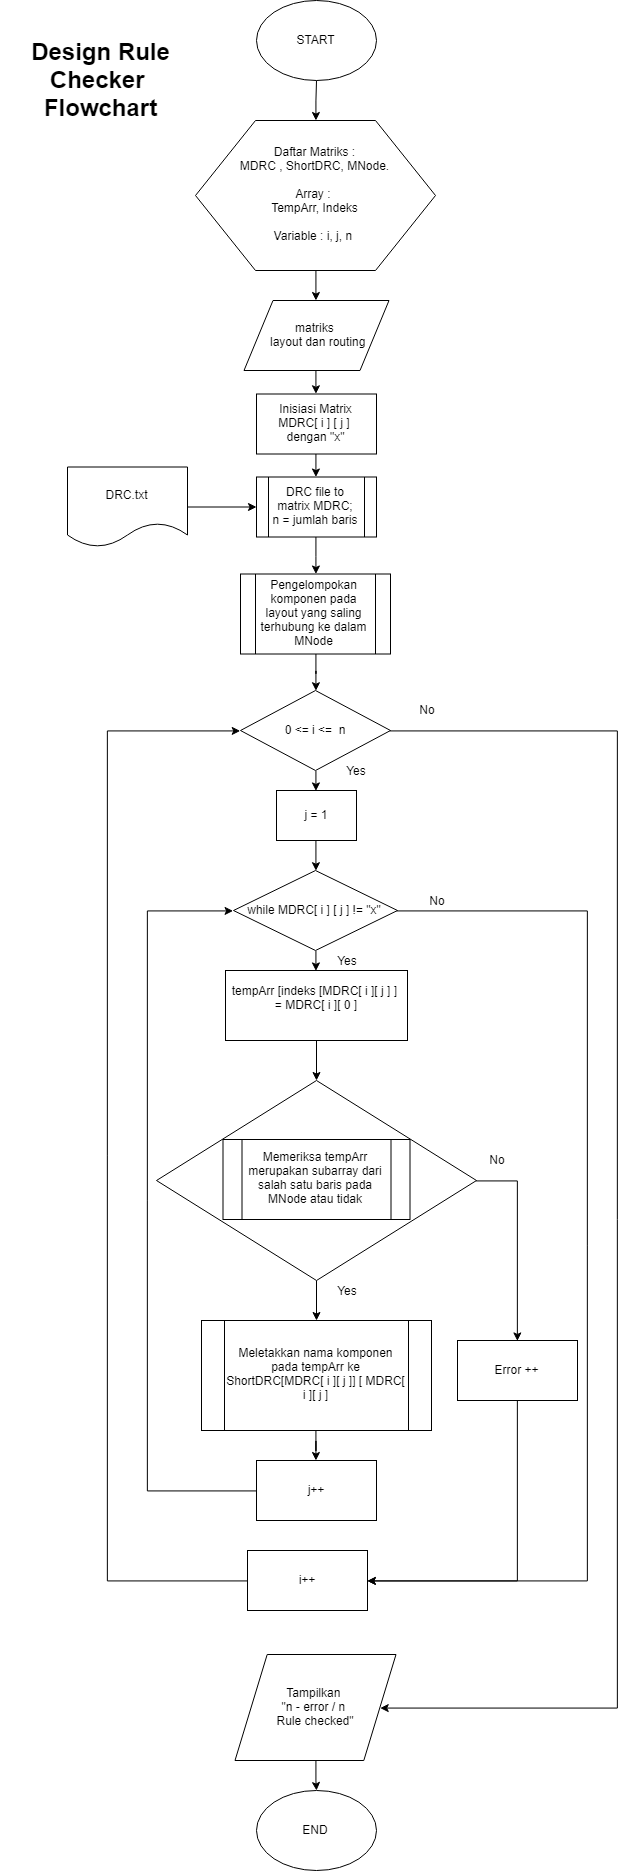 START
Design Rule
Checker
Flowchart
Daftar Matriks :
MDRC , ShortDRC, MNode.
Array :
TempArr, Indeks
Variable : i, j, n
matriks
layout dan routing
Inisiasi Matrix
MDRC[ i ] [ j ]
dengan "x"
DRC.txt
DRC file to
matrix MDRC;
n = jumlah baris
Pengelompokan
komponen pada
layout yang saling
terhubung ke dalam
MNode
0 <= i <= n
No
Yes
j = 1
while MDRC[ i ] [ j ] != "x"
No
Yes
tempArr [indeks [MDRC[ i ][ j ] ]
= MDRC[ i ][ 0 ]
Memeriksa tempArr
merupakan subarray dari
salah satu baris pada
MNode atau tidak
No
Yes
Meletakkan nama komponen
pada tempArr ke
ShortDRC[MDRC[ i ][ j ]] [ MDRC[
i ][ j ]
Error ++
j++
i++
Tampilkan
"n - error / n
Rule checked"
END